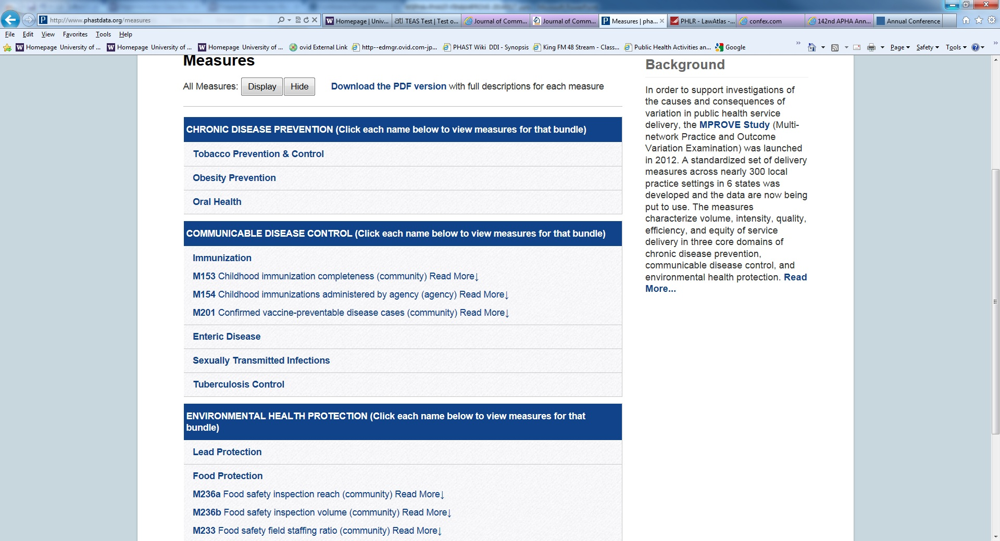 http://www.phastdata.org/measures
Homepage | Univ...
ati TEAS Test | Test o...
Journal of Comm...
Journal of Comm...
Measures | pha...
PHLR - LawAtlas -...
confex.com
142nd APHA Ann...
Annual Conference
File Edit View Favorites Tools Help
Homepage University of ...
Homepage University of ...
Homepage University of ...
ovid External Link
http--edmgr.ovid.com-jp...
PHAST Wiki DDI - Synopsis
King FM 48 Stream - Class...
Public Health Activities an...
Google
Page Safety Tools
Measures
All Measures: Display Hide Download the PDF version with full descriptions for each measure
CHRONIC DISEASE PREVENTION (Click each name below to view measures for that bundle)
Tobacco Prevention & Control
Obesity Prevention
Oral Health
COMMUNICABLE DISEASE CONTROL (Click each name below to view measures for that bundle)
Immunization
M153 Childhood immunization completeness (community) Read More↓
M154 Childhood immunizations administered by agency (agency) Read More↓
M201 Confirmed vaccine-preventable disease cases (community) Read More↓
Enteric Disease
Sexually Transmitted Infections
Tuberculosis Control
ENVIRONMENTAL HEALTH PROTECTION (Click each name below to view measures for that
bundle)
Lead Protection
Food Protection
M236a Food safety inspection reach (community) Read More↓
M236b Food safety inspection volume (community) Read More↓
M233 Food safety field staffing ratio (community) Read More↓
Background
In order to support investigations of
the causes and consequences of
variation in public health service
delivery, the MPROVE Study (Multi-
network Practice and Outcome
Variation Examination) was launched
in 2012. A standardized set of delivery
measures across nearly 300 local
practice settings in 6 states was
developed and the data are now being
put to use. The measures
characterize volume, intensity, quality,
efficiency, and equity of service
delivery in three core domains of
chronic disease prevention,
communicable disease control, and
environmental health protection. Read
More...